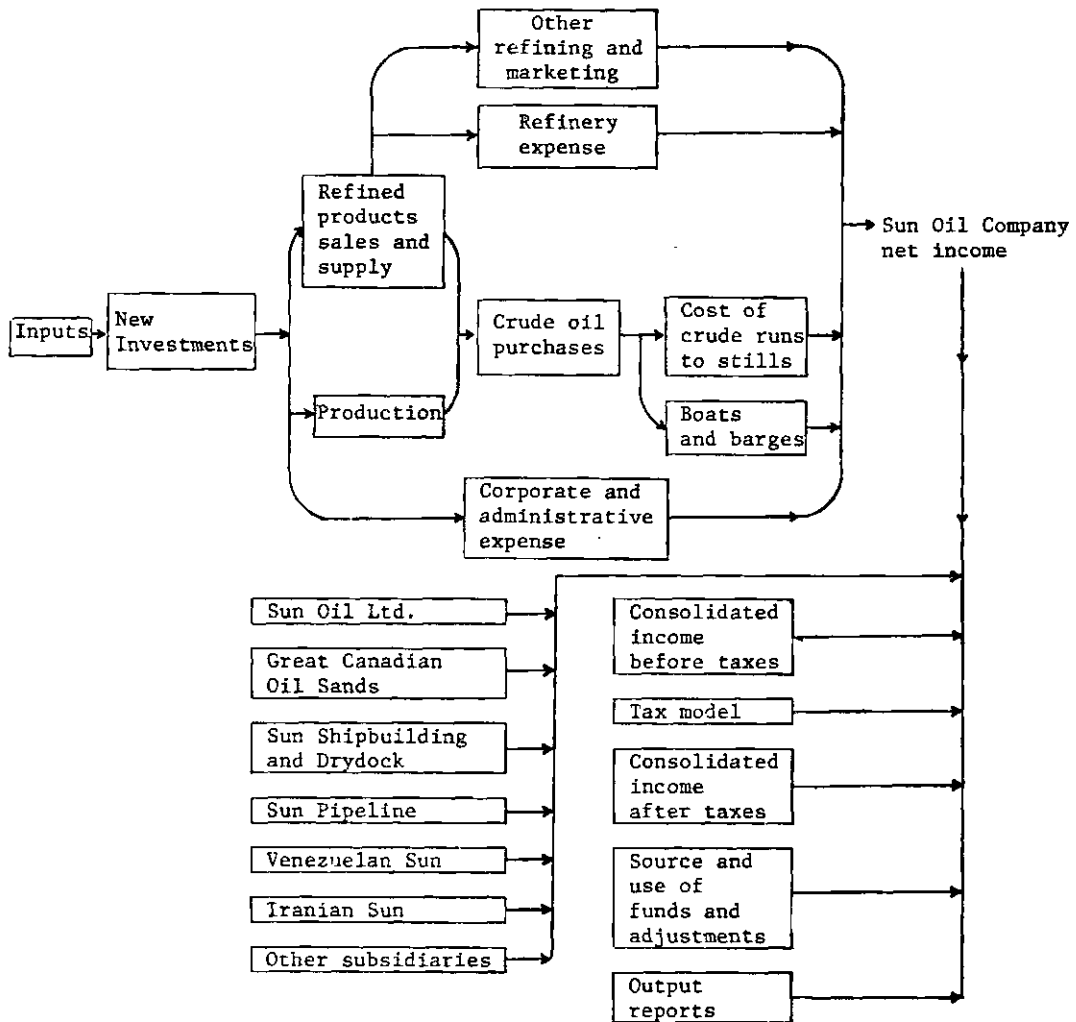 Other
refining and
marketing
Refinery
expense
Refined
products
sales and
supply
Sun Oil Company
net income
Inputs
New
Investments
Crude oil
purchases
Cost of
crude runs
to stills
Production
Boats
and barges
Corporate and
administrative
expense
Sun Oil Ltd.
Great Canadian
Oil Sands
Sun Shipbuilding
and Drydock
Sun Pipeline
Venezuelan Sun
Iranian Sun
Other subsidiaries
Consolidated
income
before taxes
Tax model
Consolidated
income
after taxes
Source and
use of
funds and
adjustments
Output
reports